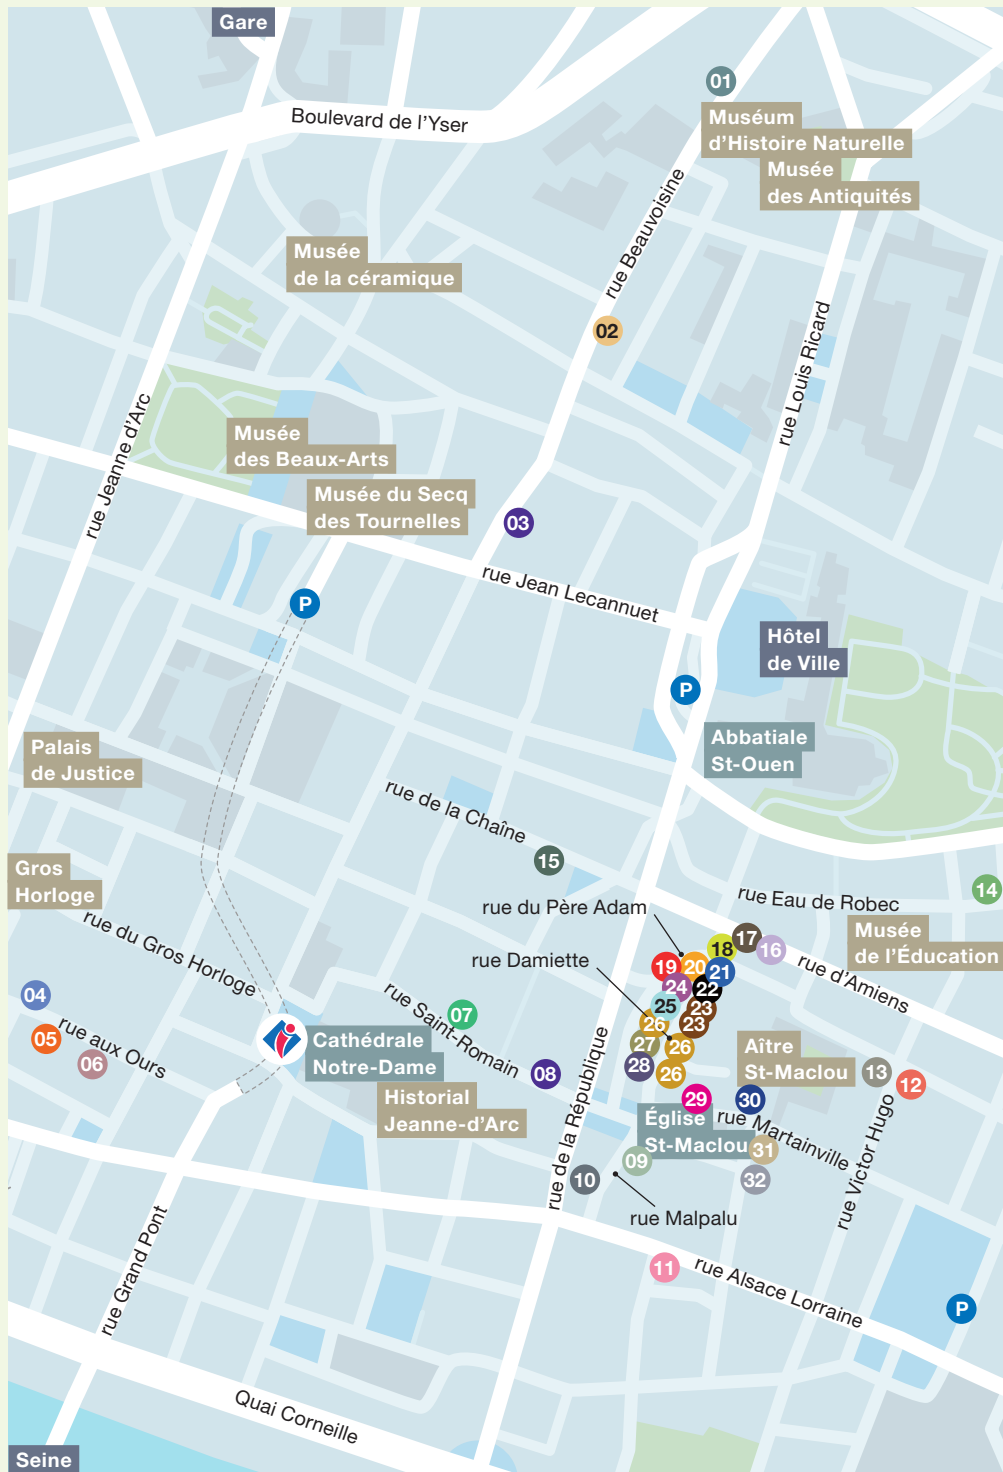 Gare
01
Boulevard de l'Yser
Muséum
d'Histoire Naturelle
Musée
des Antiquités
rue Beauvoisine
Musée
de la céramique
02
rue Louis Ricard
rue Jeanne d'Arc
Musée
des Beaux-Arts
Musée du Secq
des Tournelles
03
rue Jean Lecannuet
P
Hôtel
de Ville
P
Abbatiale
St-Ouen
Palais
de Justice
rue de la Chaîne
15
Gros
Horloge
rue Eau de Robec
14
rue du Père Adam
Musée
de l'Éducation
rue du Gros Horloge
17
18
16
rue Damiette
19
20
21
rue d'Amiens
24
22
04
rue Saint-Romain
07
25
23
26
23
05
rue aux Ours
06
Cathédrale
Notre-Dame
27
26
Aître
St-Maclou
28
26
08
13
12
Historial
Jeanne-d'Arc
29
30
Église
St-Maclou
rue Martainville
31
rue de la République
09
10
32
rue Victor Hugo
rue Malpalu
rue Grand Pont
11
rue Alsace Lorraine
P
Quai Corneille
Seine